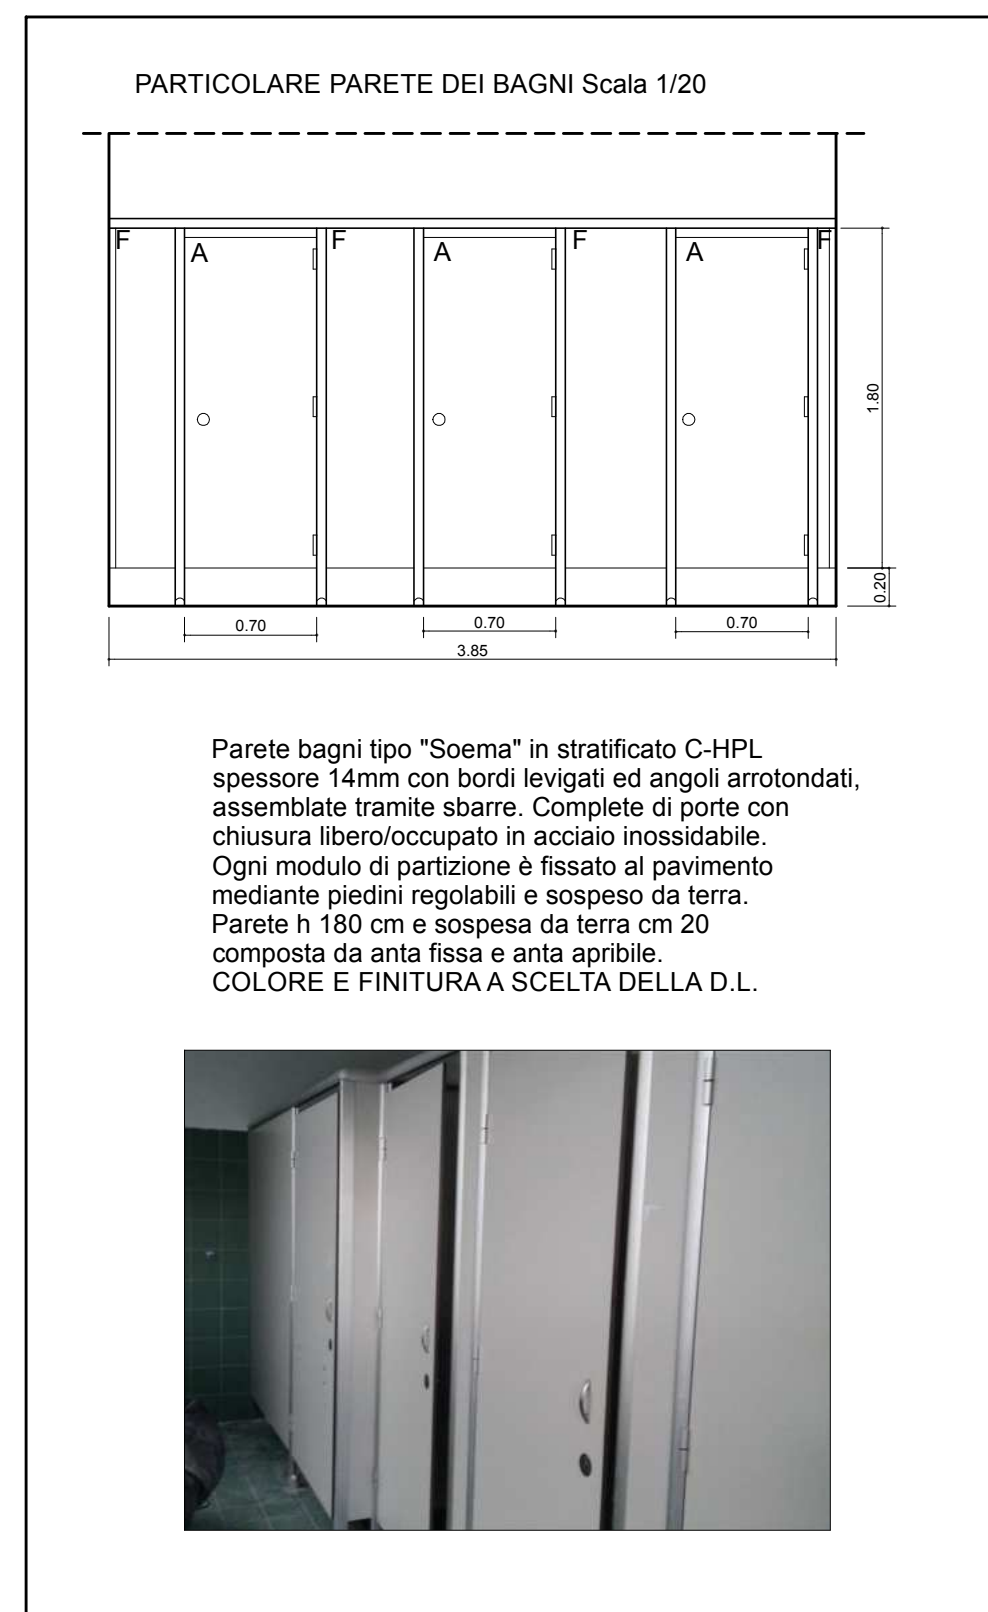 PARTICOLARE PARETE DEI BAGNI Scala 1/20
F A F A F A F
1.80
0.20
0.70 0.70 0.70
3.85
Parete bagni tipo "Soema" in stratificato C-HPL
spessore 14mm con bordi levigati ed angoli arrotondati,
assemblate tramite sbarre. Complete di porte con
chiusura libero/occupato in acciaio inossidabile.
Ogni modulo di partizione è fissato al pavimento
mediante piedini regolabili e sospeso da terra.
Parete h 180 cm e sospesa da terra cm 20
composta da anta fissa e anta apribile.
COLORE E FINITURA A SCELTA DELLA D.L.